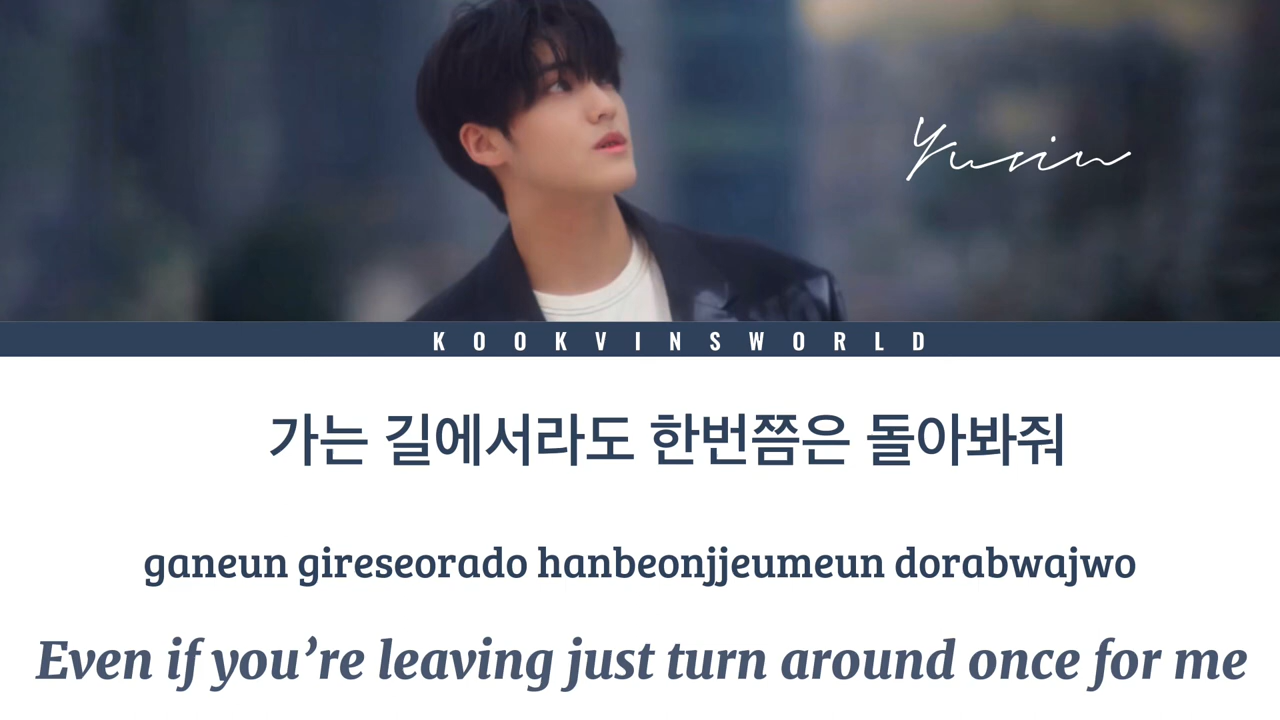 Yusin
KOOKVINSWORLD
가는 길에서라도 한번쯤은 돌아봐줘
ganeun gireseorado hanbeonjjeumeun dorabwajwo
Even if you’re leaving just turn around once for me